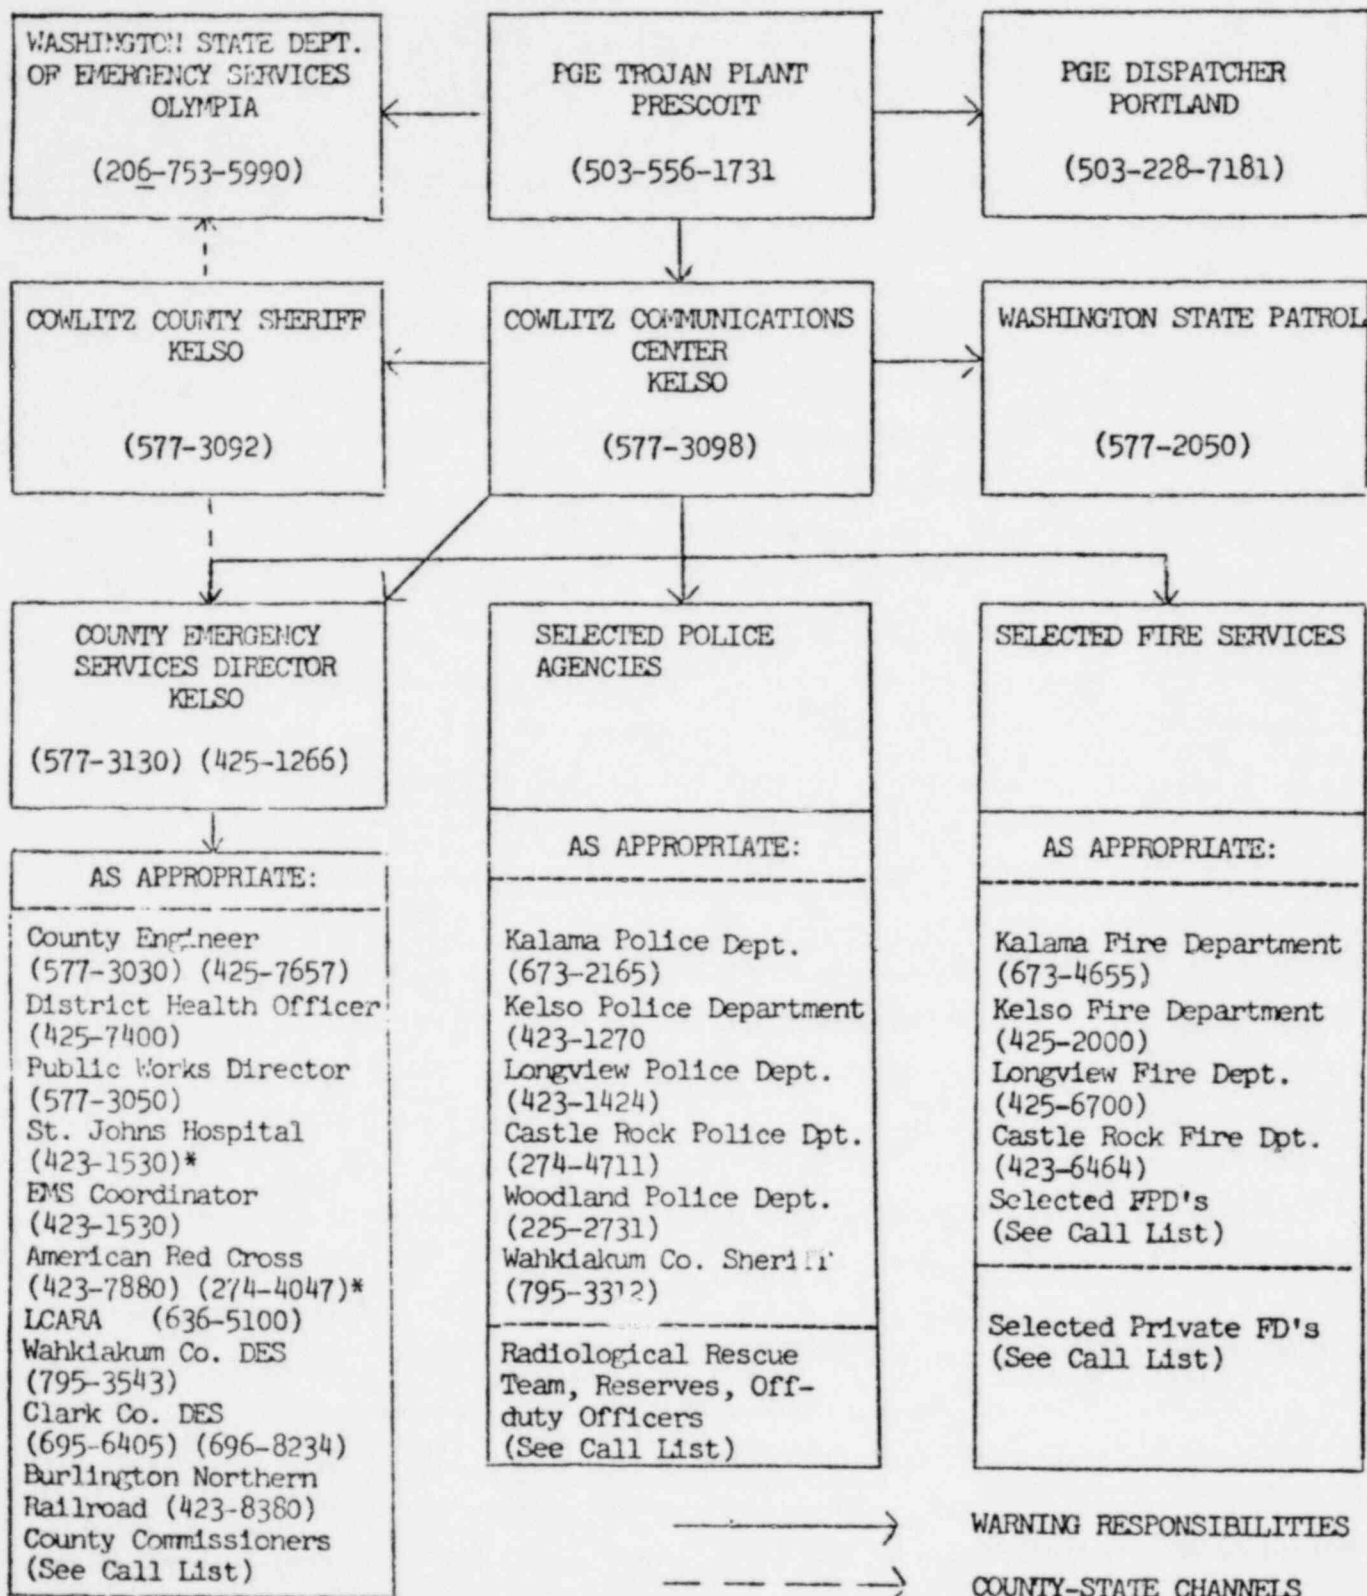 WASHINGTON STATE DEPT.
OF EMERGENCY SERVICES
OLYMPIA
(206-753-5990)
PGE TROJAN PLANT
PRESCOTT
(503-556-1731
PGE DISPATCHER
PORTLAND
(503-228-7181)
COWLITZ COUNTY SHERIFF
KELSO
(577-3092)
COWLITZ COMMUNICATIONS
CENTER
KELSO
(577-3098)
WASHINGTON STATE PATROL
(577-2050)
COUNTY EMERGENCY
SERVICES DIRECTOR
KELSO
(577-3130) (425-1266)
AS APPROPRIATE:
County Engineer
(577-3030) (425-7657)
District Health Officer
(425-7400)
Public Works Director
(577-3050)
St. Johns Hospital
(423-1530)*
EMS Coordinator
(423-1530)
American Red Cross
(423-7880) (274-4047)*
LCARA (636-5100)
Wahkiakum Co. DES
(795-3543)
Clark Co. DES
(695-6405) (696-8234)
Burlington Northern
Railroad (423-8380)
County Commissioners
(See Call List)
SELECTED POLICE
AGENCIES
AS APPROPRIATE:
Kalama Police Dept.
(673-2165)
Kelso Police Department
(423-1270
Longview Police Dept.
(423-1424)
Castle Rock Police Dpt.
(274-4711)
Woodland Police Dept.
(225-2731)
Wahkiakum Co. Sheriff
(795-3312)
Radiological Rescue
Team, Reserves, Off-
duty Officers
(See Call List)
SELECTED FIRE SERVICES
AS APPROPRIATE:
Kalama Fire Department
(673-4655)
Kelso Fire Department
(425-2000)
Longview Fire Dept.
(425-6700)
Castle Rock Fire Dpt.
(423-6464)
Selected FPD's
(See Call List)
Selected Private FD's
(See Call List)
WARNING RESPONSIBILITIES
COUNTY-STATE CHANNELS